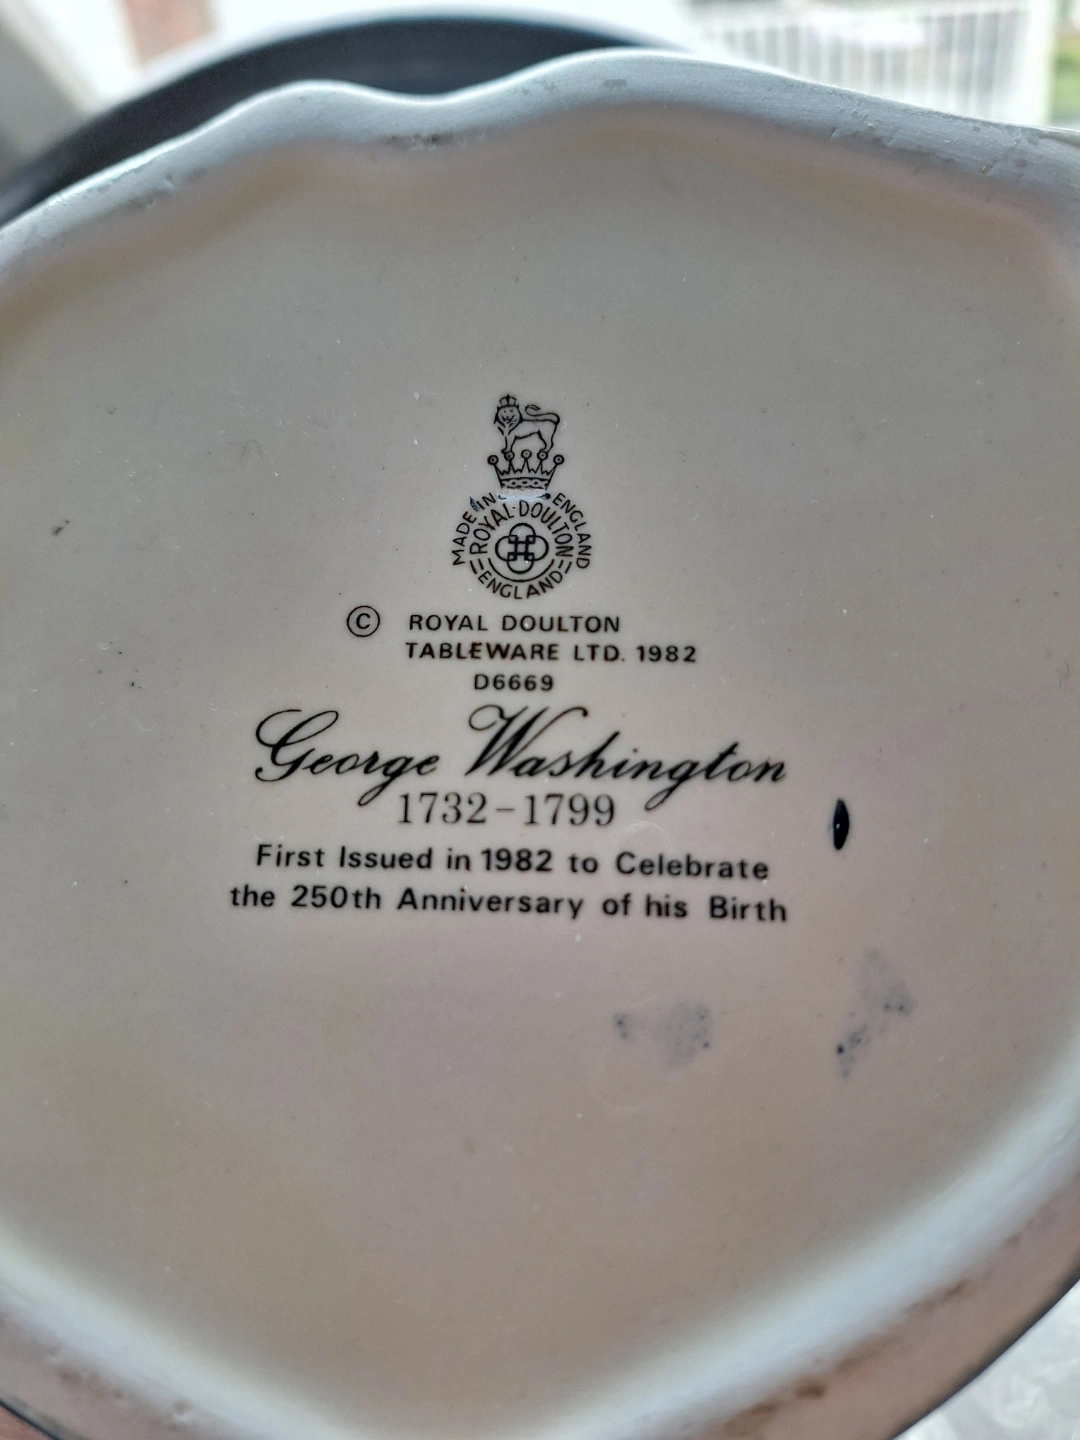 MADE IN ENGLAND
ROYAL·DOULTON
ENGLAND
© ROYAL DOULTON
TABLEWARE LTD. 1982
D6669
George Washington
1732-1799
First Issued in 1982 to Celebrate
the 250th Anniversary of his Birth